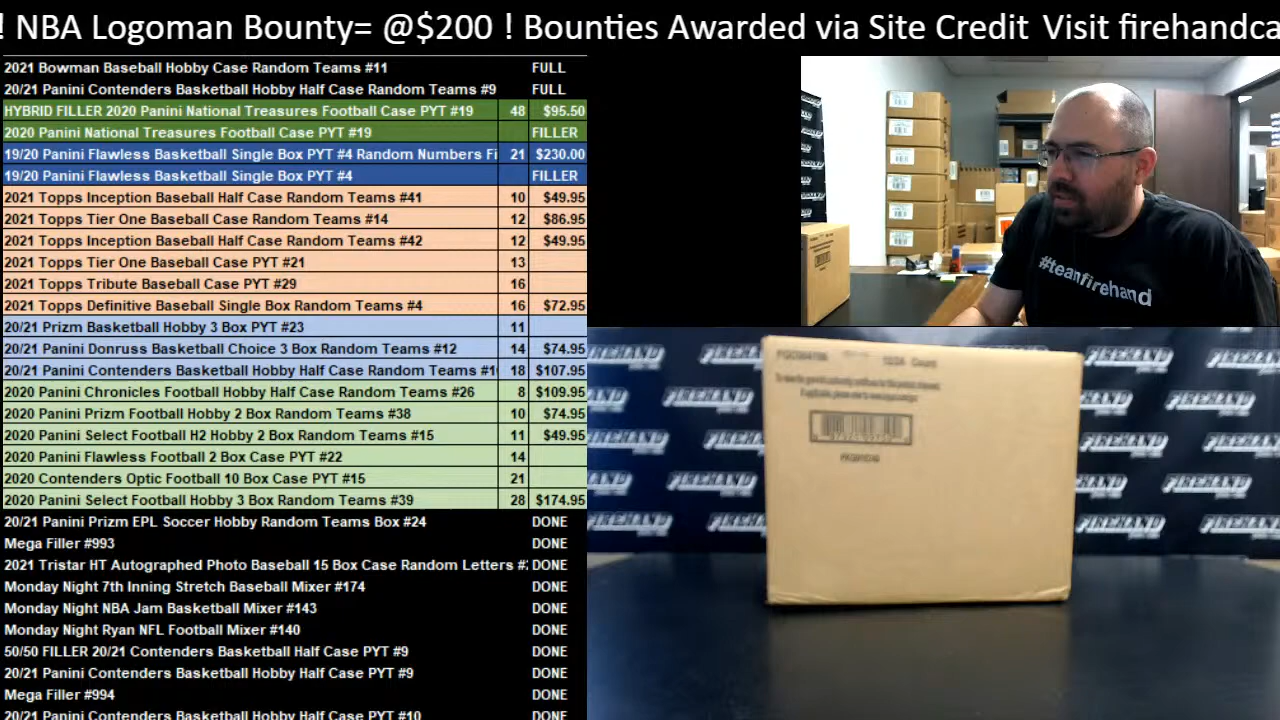 ! NBA Logoman Bounty= @$200 ! Bounties Awarded via Site Credit Visit firehandca
2021 Bowman Baseball Hobby Case Random Teams #11 FULL
20/21 Panini Contenders Basketball Hobby Half Case Random Teams #9 FULL
HYBRID FILLER 2020 Panini National Treasures Football Case PYT #19 48 $95.50
2020 Panini National Treasures Football Case PYT #19 FILLER
19/20 Panini Flawless Basketball Single Box PYT #4 Random Numbers Fi 21 $230.00
19/20 Panini Flawless Basketball Single Box PYT #4 FILLER
2021 Topps Inception Baseball Half Case Random Teams #41 10 $49.95
2021 Topps Tier One Baseball Case Random Teams #14 12 $86.95
2021 Topps Inception Baseball Half Case Random Teams #42 12 $49.95
2021 Topps Tier One Baseball Case PYT #21 13
2021 Topps Tribute Baseball Case PYT #29 16
2021 Topps Definitive Baseball Single Box Random Teams #4 16 $72.95
20/21 Prizm Basketball Hobby 3 Box PYT #23 11
20/21 Panini Donruss Basketball Choice 3 Box Random Teams #12 14 $74.95
20/21 Panini Contenders Basketball Hobby Half Case Random Teams #1 18 $107.95
2020 Panini Chronicles Football Hobby Half Case Random Teams #26 8 $109.95
2020 Panini Prizm Football Hobby 2 Box Random Teams #38 10 $74.95
2020 Panini Select Football H2 Hobby 2 Box Random Teams #15 11 $49.95
2020 Panini Flawless Football 2 Box Case PYT #22 14
2020 Contenders Optic Football 10 Box Case PYT #15 21
2020 Panini Select Football Hobby 3 Box Random Teams #39 28 $174.95
20/21 Panini Prizm EPL Soccer Hobby Random Teams Box #24 DONE
Mega Filler #993 DONE
2021 Tristar HT Autographed Photo Baseball 15 Box Case Random Letters #2 DONE
Monday Night 7th Inning Stretch Baseball Mixer #174 DONE
Monday Night NBA Jam Basketball Mixer #143 DONE
Monday Night Ryan NFL Football Mixer #140 DONE
50/50 FILLER 20/21 Contenders Basketball Half Case PYT #9 DONE
20/21 Panini Contenders Basketball Hobby Half Case PYT #9 DONE
Mega Filler #994 DONE
20/21 Panini Contenders Basketball Hobby Half Case PYT #10 DONE
#teamfirehand
Count
FIREHAND